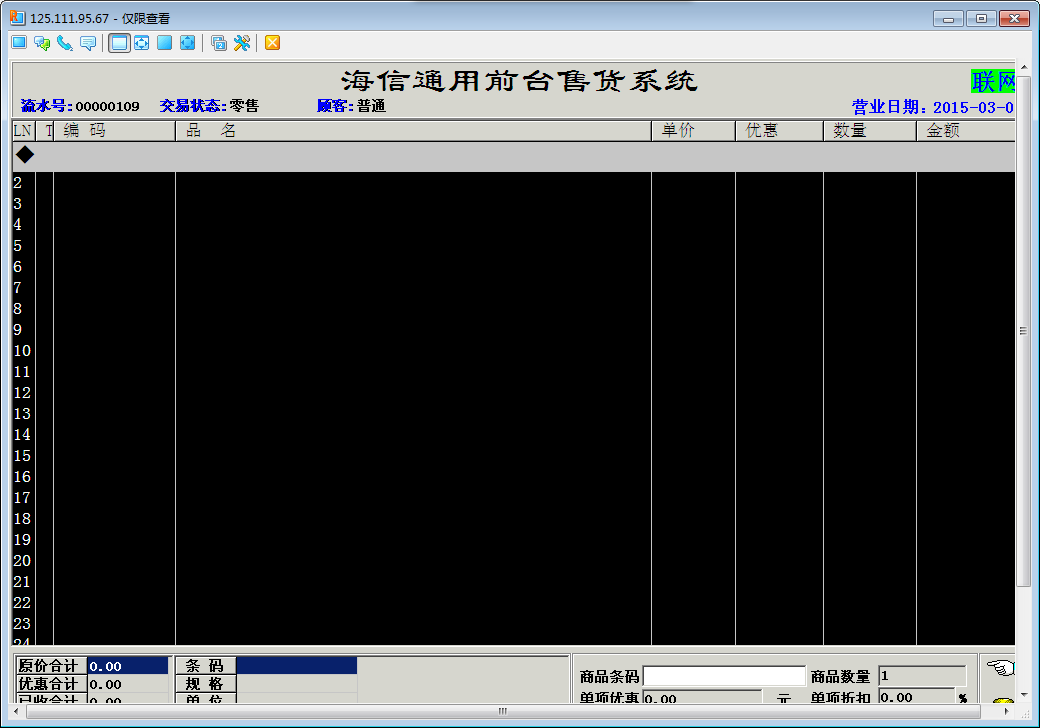 125.111.95.67 - 仅限查看
海信通用前台售货系统
联网
流水号:00000109 交易状态:零售 顾客:普通 营业日期: 2015-03-0
LN T 编 码 品 名 单价 优惠 数量 金额
2
3
4
5
6
7
8
9
10
11
12
13
14
15
16
17
18
19
20
21
22
23
24
原价合计 0.00 条 码
优惠合计 0.00 规 格
已收合计 0.00 单 位
商品条码 商品数量 1
单项优惠 0.00 元 单项折扣 0.00 %